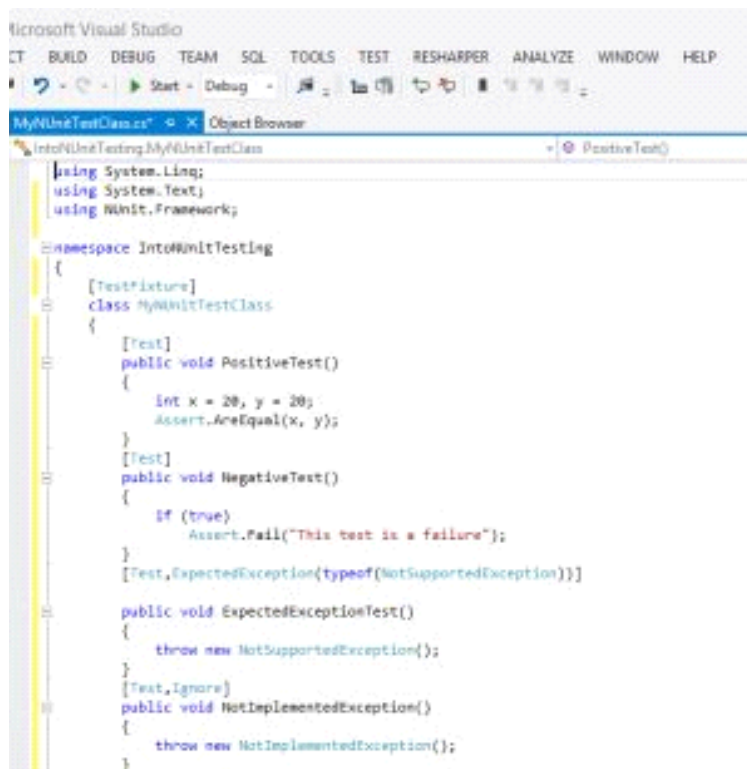 Microsoft Visual Studio
CT BUILD DEBUG TEAM SQL TOOLS TEST RESHARPER ANALYZE WINDOW HELP
Start Debug
MyNUnitTestClass.cs* Object Browser
IntoNUnitTesting.MyNUnitTestClass PositiveTest()
using System.Linq;
using System.Text;
using NUnit.Framework;
namespace IntoNUnitTesting
{
[TestFixture]
class MyNUnitTestClass
{
[Test]
public void PositiveTest()
{
int x = 20, y = 20;
Assert.AreEqual(x, y);
}
[Test]
public void NegativeTest()
{
if (true)
Assert.Fail("This test is a failure");
}
[Test,ExpectedException(typeof(NotSupportedException))]
public void ExpectedExceptionTest()
{
throw new NotSupportedException();
}
[Test,Ignore]
public void NotImplementedException()
{
throw new NotImplementedException();
}